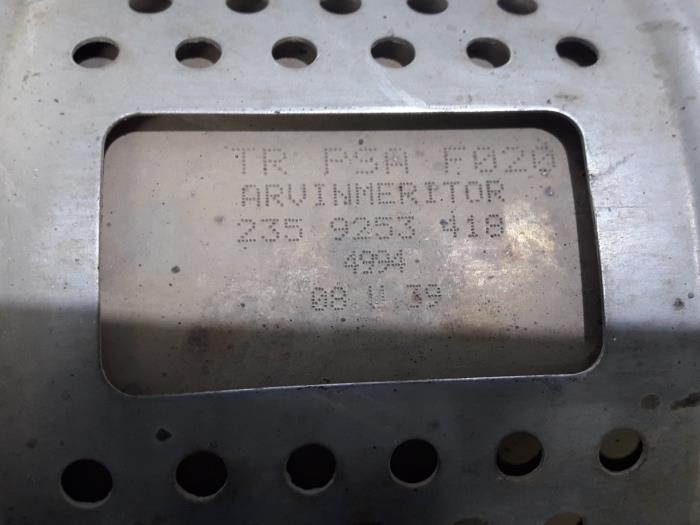 TR PSA F020
ARVINMERITOR
235 9253 418
4994
08 W 39